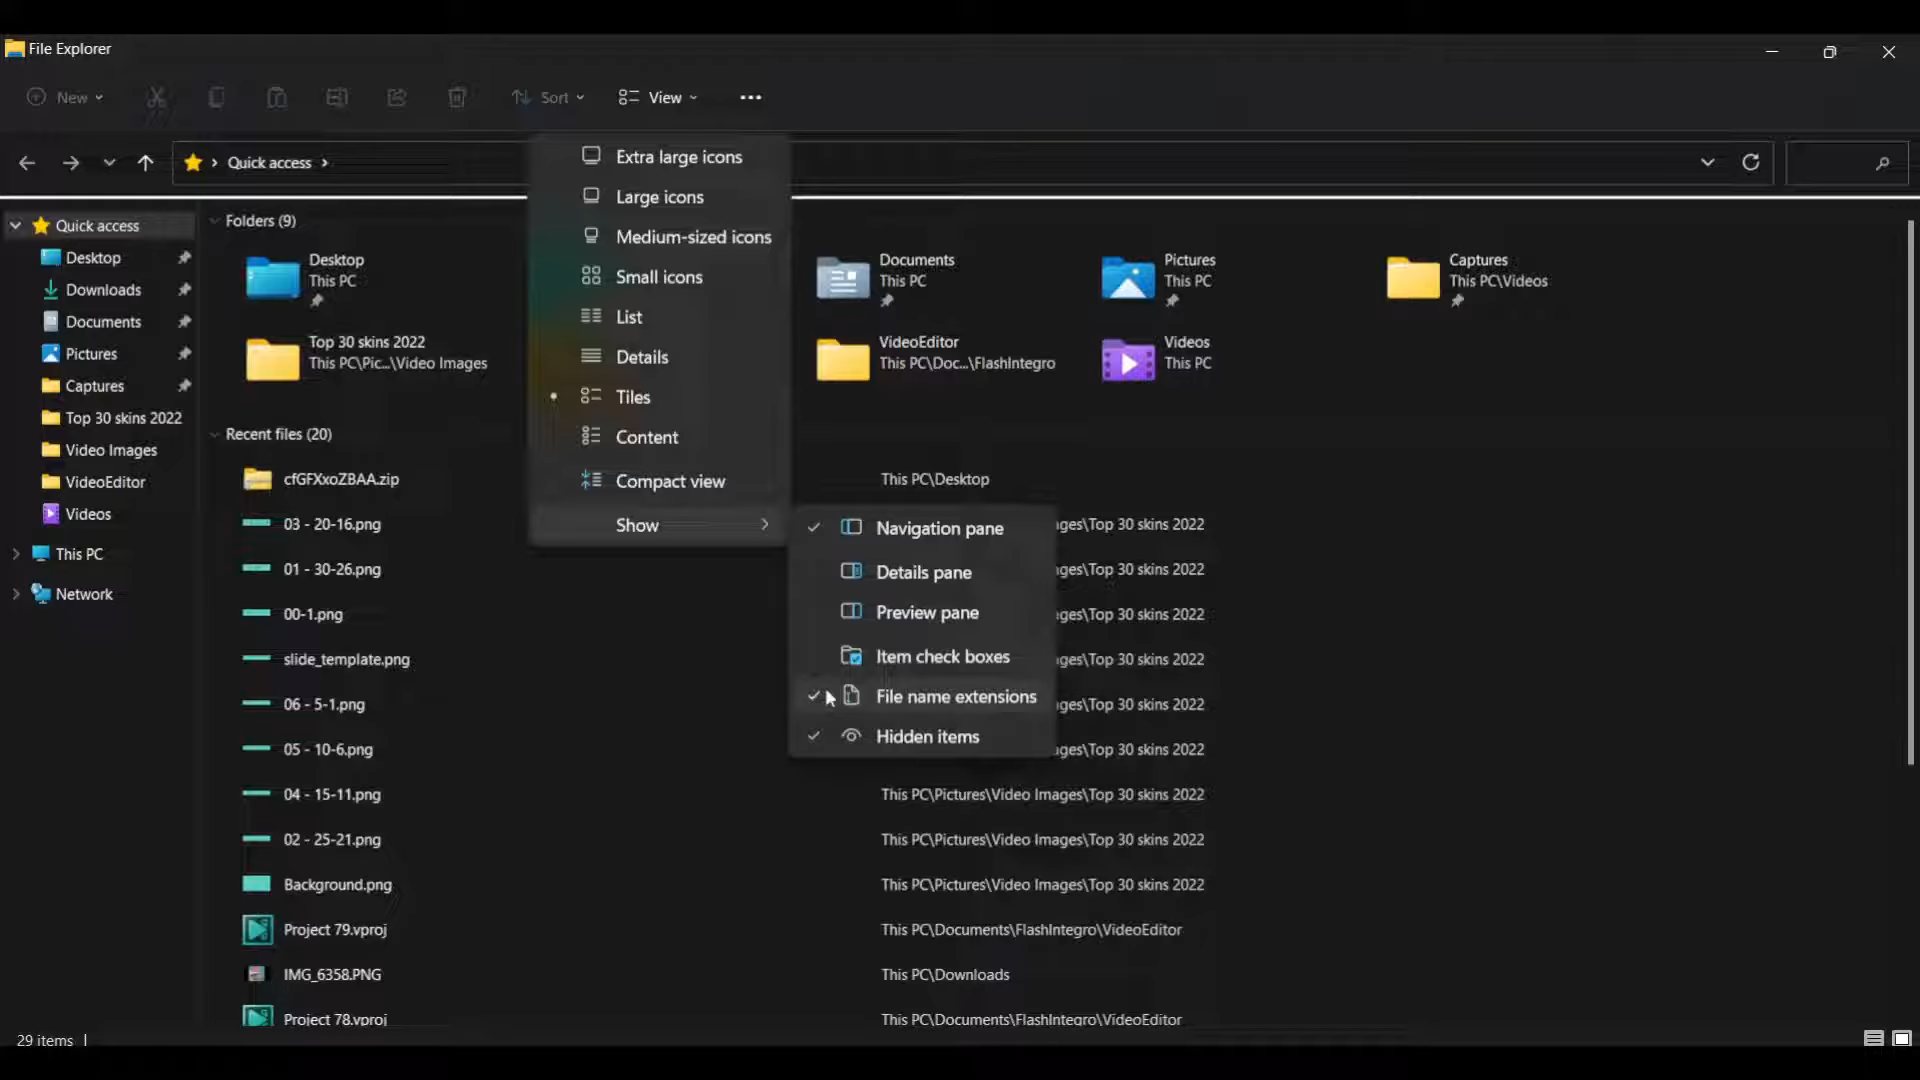 File Explorer
New
Sort
View
Quick access
Extra large icons
Large icons
Medium-sized icons
Small icons
List
Details
Tiles
Content
Compact view
Show
Navigation pane
Details pane
Preview pane
Item check boxes
File name extensions
Hidden items
Quick access
Desktop
Downloads
Documents
Pictures
Captures
Top 30 skins 2022
Video Images
VideoEditor
Videos
This PC
Network
Folders (9)
Desktop
This PC
Documents
This PC
Pictures
This PC
Captures
This PC\Videos
Top 30 skins 2022
This PC\Pic...\Video Images
VideoEditor
This PC\Doc...\FlashIntegro
Videos
This PC
Recent files (20)
cfGFXxoZBAA.zip This PC\Desktop
03 - 20-16.png ages\Top 30 skins 2022
01 - 30-26.png ages\Top 30 skins 2022
00-1.png ages\Top 30 skins 2022
slide_template.png ages\Top 30 skins 2022
06 - 5-1.png ages\Top 30 skins 2022
05 - 10-6.png ages\Top 30 skins 2022
04 - 15-11.png This PC\Pictures\Video Images\Top 30 skins 2022
02 - 25-21.png This PC\Pictures\Video Images\Top 30 skins 2022
Background.png This PC\Pictures\Video Images\Top 30 skins 2022
Project 79.vproj This PC\Documents\FlashIntegro\VideoEditor
IMG_6358.PNG This PC\Downloads
Project 78.vproj This PC\Documents\FlashIntegro\VideoEditor
29 items